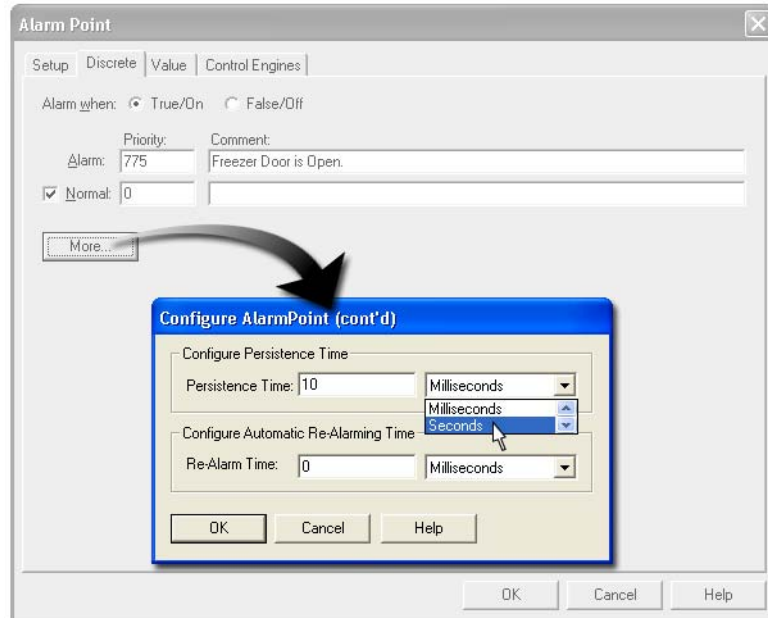 Alarm Point
Setup Discrete Value Control Engines
Alarm when: True/On False/Off
Priority: Comment:
Alarm: 775 Freezer Door is Open.
Normal: 0
More...
Configure AlarmPoint (cont'd)
Configure Persistence Time
Persistence Time: 10 Milliseconds
Milliseconds
Seconds
Configure Automatic Re-Alarming Time
Re-Alarm Time: 0 Milliseconds
OK Cancel Help
OK Cancel Help